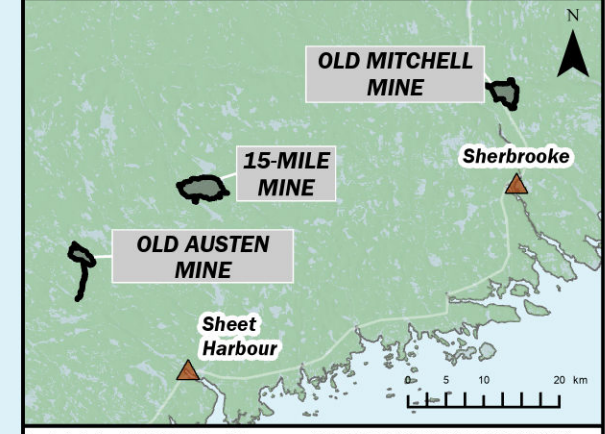 N
OLD MITCHELL
MINE
Sherbrooke
15-MILE
MINE
OLD AUSTEN
MINE
Sheet
Harbour
0 5 10 20 km